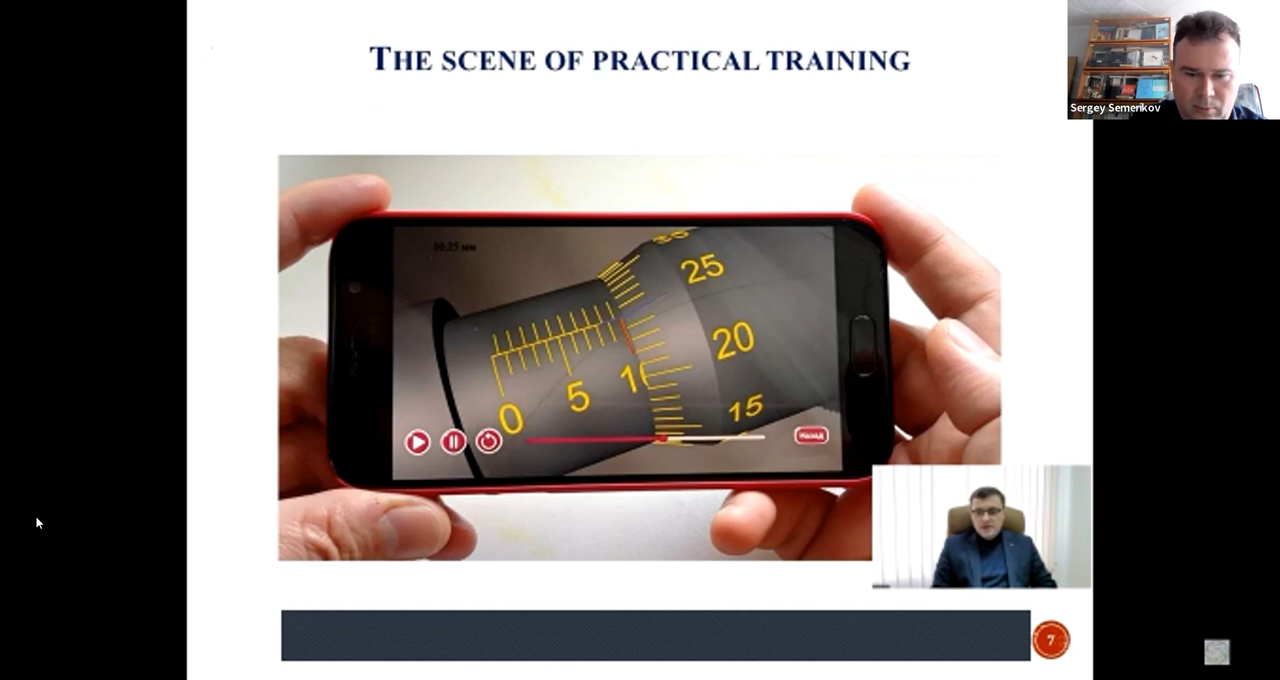 THE SCENE OF PRACTICAL TRAINING
Sergey Semerikov
25
20
15
0
5
Назад
7